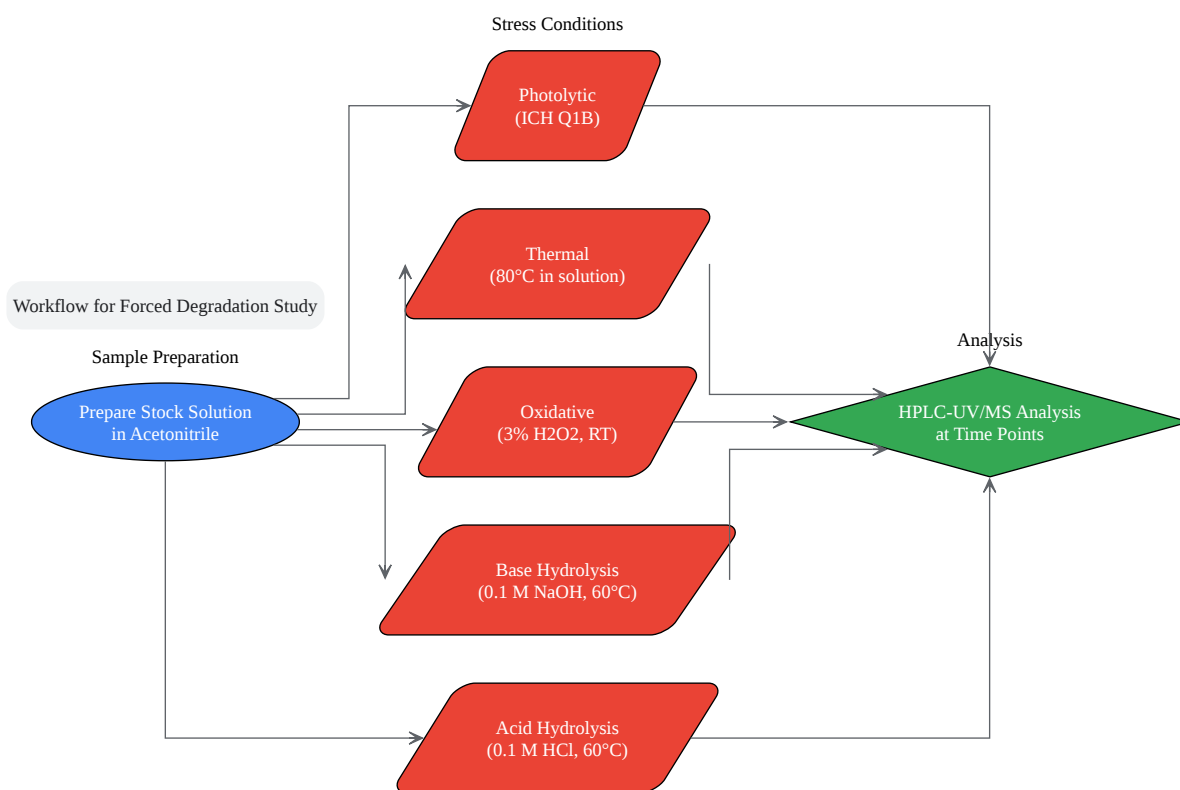 Stress Conditions
Photolytic
(ICH Q1B)
Thermal
(80°C in solution)
Workflow for Forced Degradation Study
Sample Preparation
Prepare Stock Solution
in Acetonitrile
Oxidative
(3% H2O2, RT)
Analysis
HPLC-UV/MS Analysis
at Time Points
Base Hydrolysis
(0.1 M NaOH, 60°C)
Acid Hydrolysis
(0.1 M HCl, 60°C)